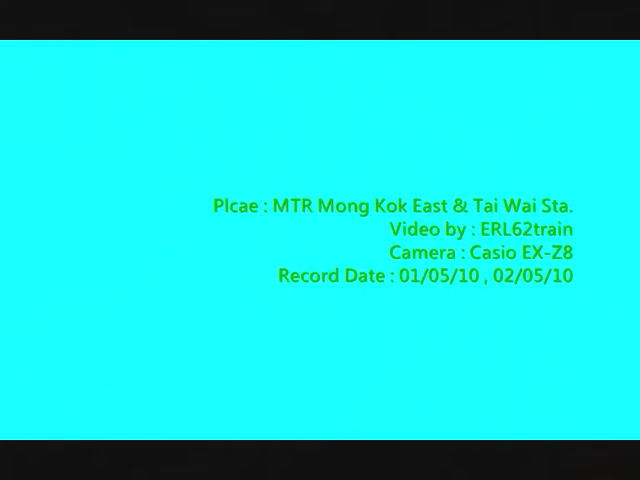 Plcae : MTR Mong Kok East & Tai Wai Sta.
Video by : ERL62train
Camera : Casio EX-Z8
Record Date : 01/05/10 , 02/05/10